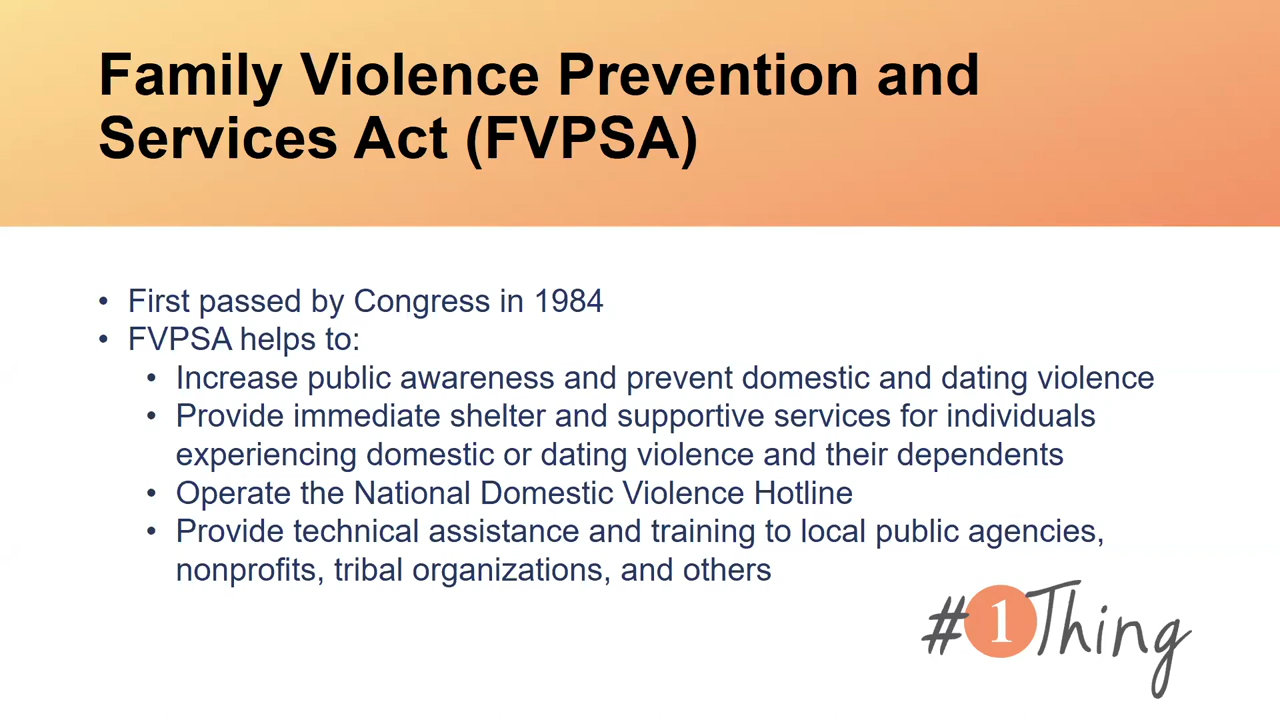 Family Violence Prevention and
Services Act (FVPSA)
• First passed by Congress in 1984
• FVPSA helps to:
• Increase public awareness and prevent domestic and dating violence
• Provide immediate shelter and supportive services for individuals
experiencing domestic or dating violence and their dependents
• Operate the National Domestic Violence Hotline
• Provide technical assistance and training to local public agencies,
nonprofits, tribal organizations, and others
#1Thing